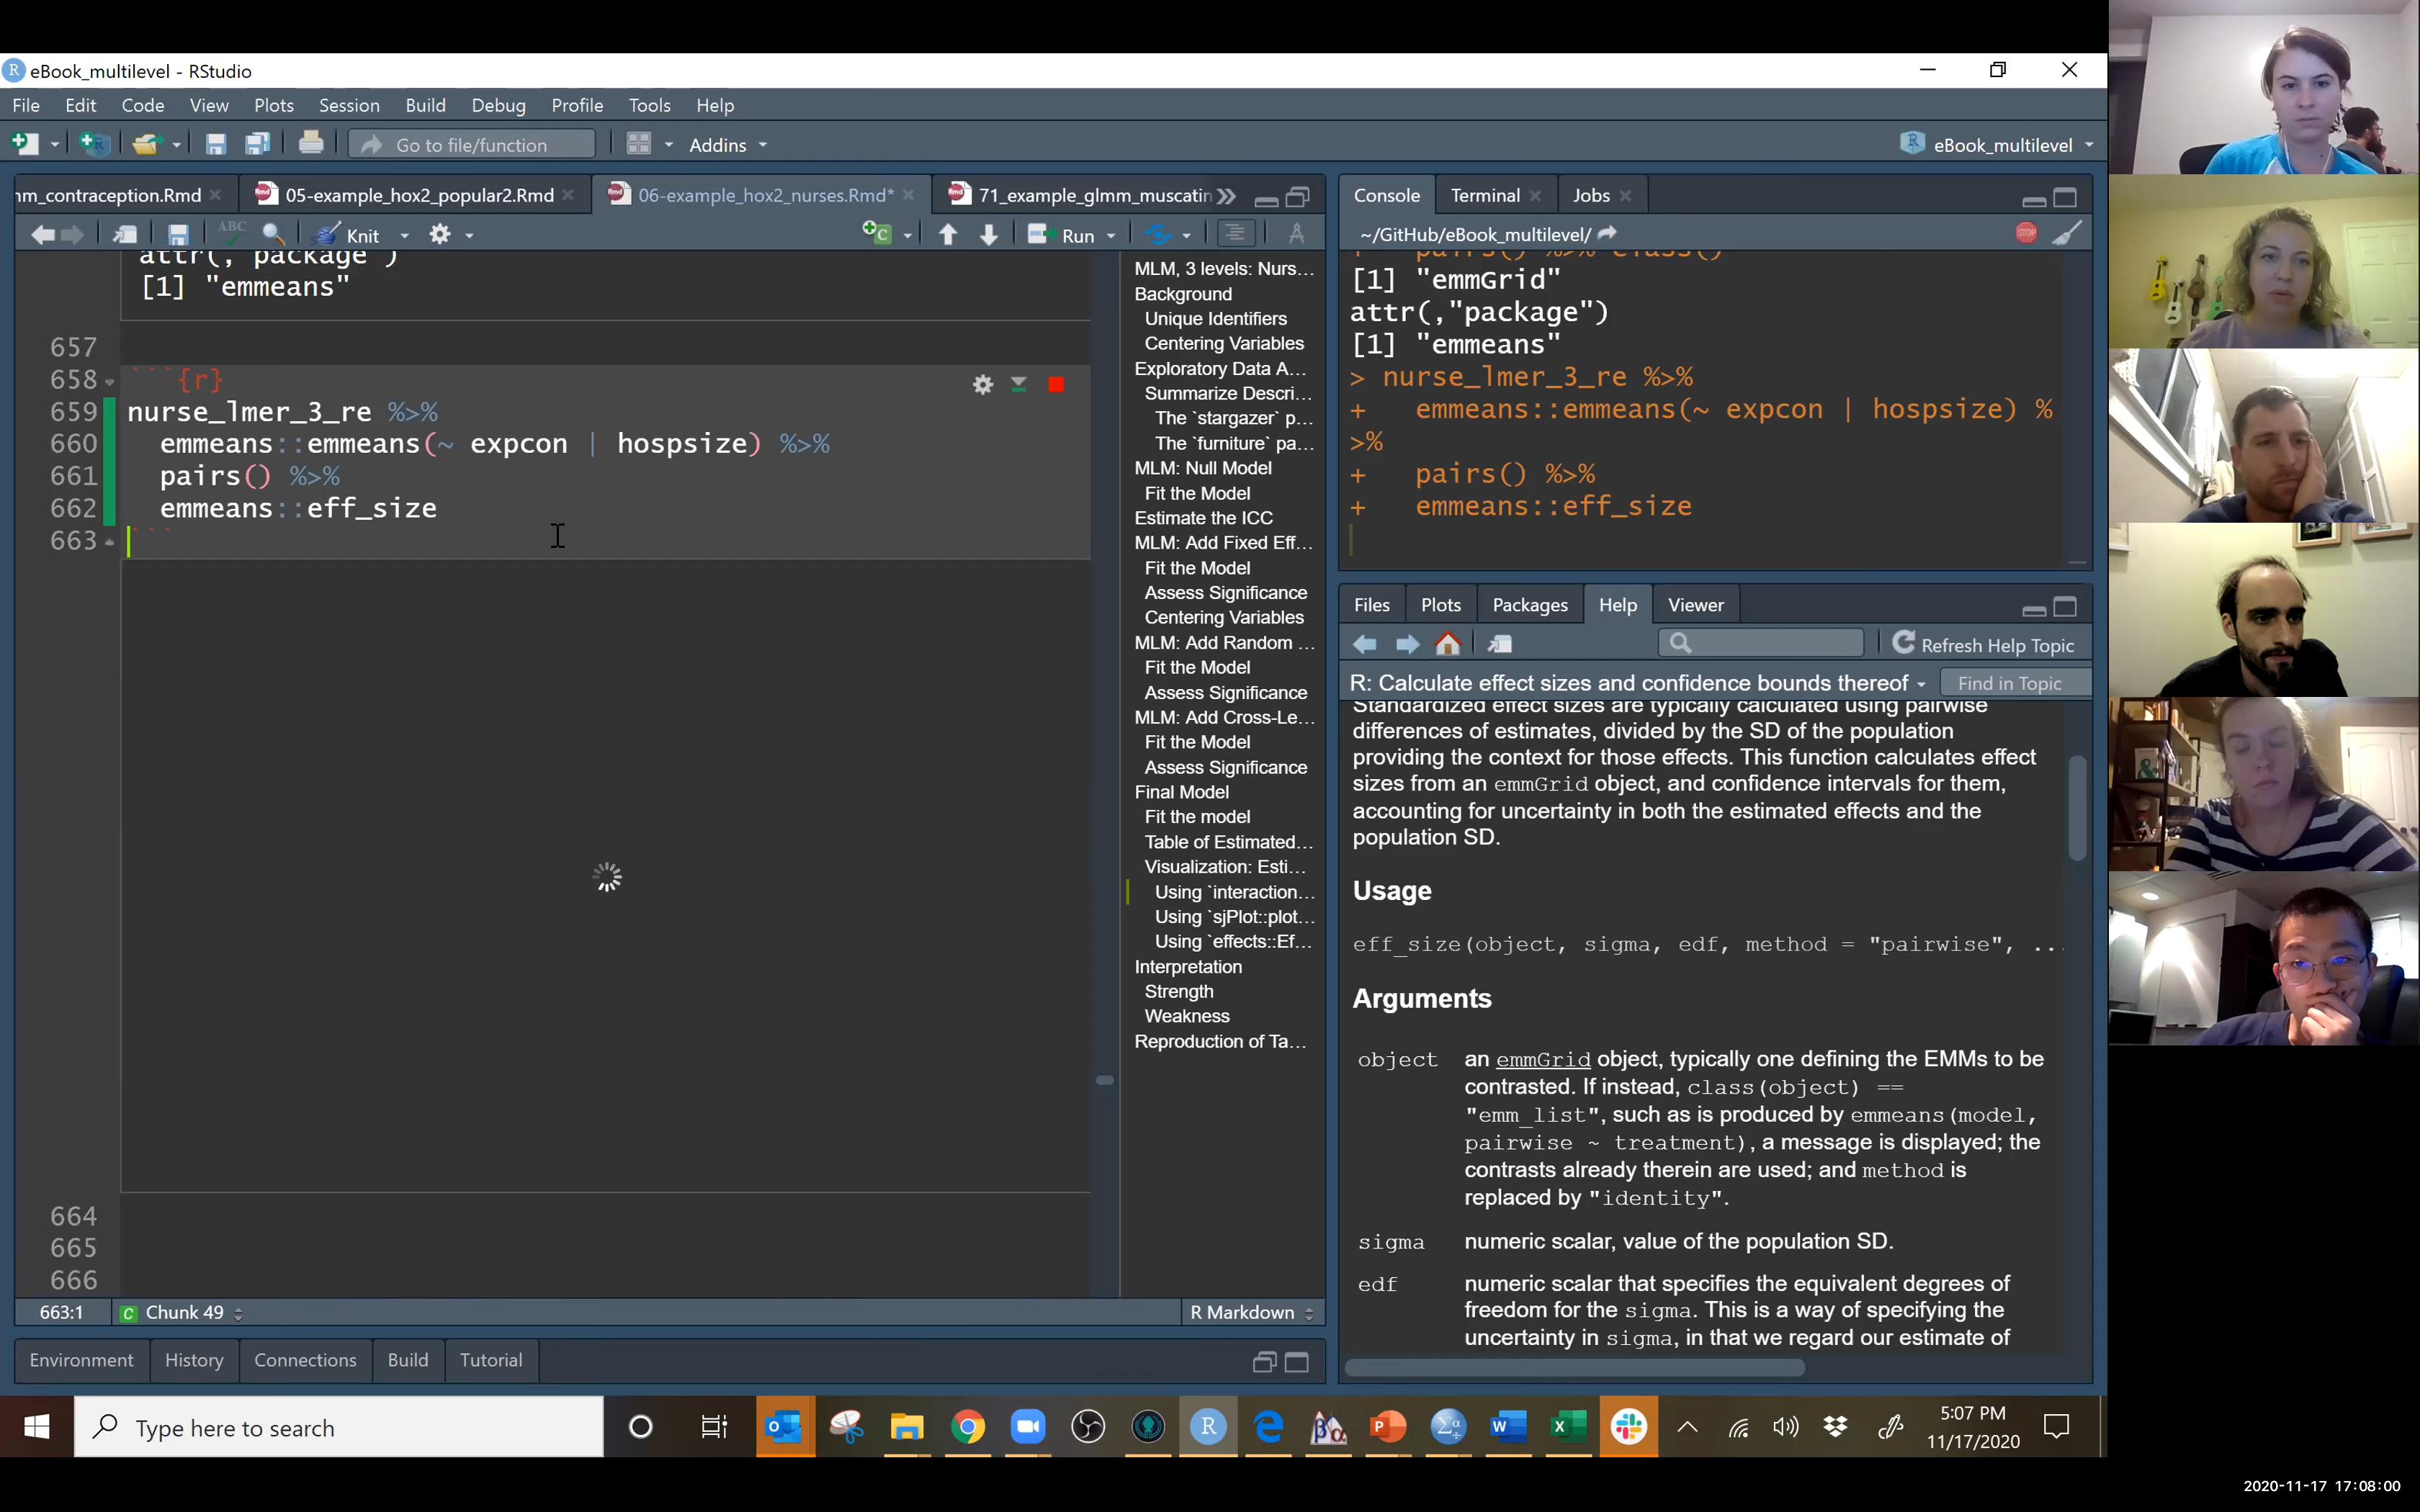 eBook_multilevel - RStudio
File Edit Code View Plots Session Build Debug Profile Tools Help
Go to file/function Addins eBook_multilevel
nm_contraception.Rmd 05-example_hox2_popular2.Rmd 06-example_hox2_nurses.Rmd* 71_example_glmm_muscatin
ABC Knit Run
attr(,"package")
[1] "emmeans"
657
658 ```{r}
659 nurse_lmer_3_re %>%
660 emmeans::emmeans(~ expcon | hospsize) %>%
661 pairs() %>%
662 emmeans::eff_size
663 ```
664
665
666
663:1 Chunk 49 R Markdown
MLM, 3 levels: Nurs...
Background
Unique Identifiers
Centering Variables
Exploratory Data A...
Summarize Descri...
The `stargazer` p...
The `furniture` pa...
MLM: Null Model
Fit the Model
Estimate the ICC
MLM: Add Fixed Eff...
Fit the Model
Assess Significance
Centering Variables
MLM: Add Random ...
Fit the Model
Assess Significance
MLM: Add Cross-Le...
Fit the Model
Assess Significance
Final Model
Fit the model
Table of Estimated...
Visualization: Esti...
Using `interaction...
Using `sjPlot::plot...
Using `effects::Ef...
Interpretation
Strength
Weakness
Reproduction of Ta...
Environment History Connections Build Tutorial
Console Terminal Jobs
~/GitHub/eBook_multilevel/
STOP
+ pairs() %>% class()
[1] "emmGrid"
attr(,"package")
[1] "emmeans"
> nurse_lmer_3_re %>%
+ emmeans::emmeans(~ expcon | hospsize) %
>%
+ pairs() %>%
+ emmeans::eff_size
Files Plots Packages Help Viewer
Refresh Help Topic
R: Calculate effect sizes and confidence bounds thereof Find in Topic
Standardized effect sizes are typically calculated using pairwise
differences of estimates, divided by the SD of the population
providing the context for those effects. This function calculates effect
sizes from an emmGrid object, and confidence intervals for them,
accounting for uncertainty in both the estimated effects and the
population SD.
Usage
eff_size(object, sigma, edf, method = "pairwise", ..
Arguments
object an emmGrid object, typically one defining the EMMs to be
contrasted. If instead, class(object) ==
"emm_list", such as is produced by emmeans(model,
pairwise ~ treatment), a message is displayed; the
contrasts already therein are used; and method is
replaced by "identity".
sigma numeric scalar, value of the population SD.
edf numeric scalar that specifies the equivalent degrees of
freedom for the sigma. This is a way of specifying the
uncertainty in sigma, in that we regard our estimate of
Type here to search
5:07 PM
11/17/2020
2020-11-17 17:08:00